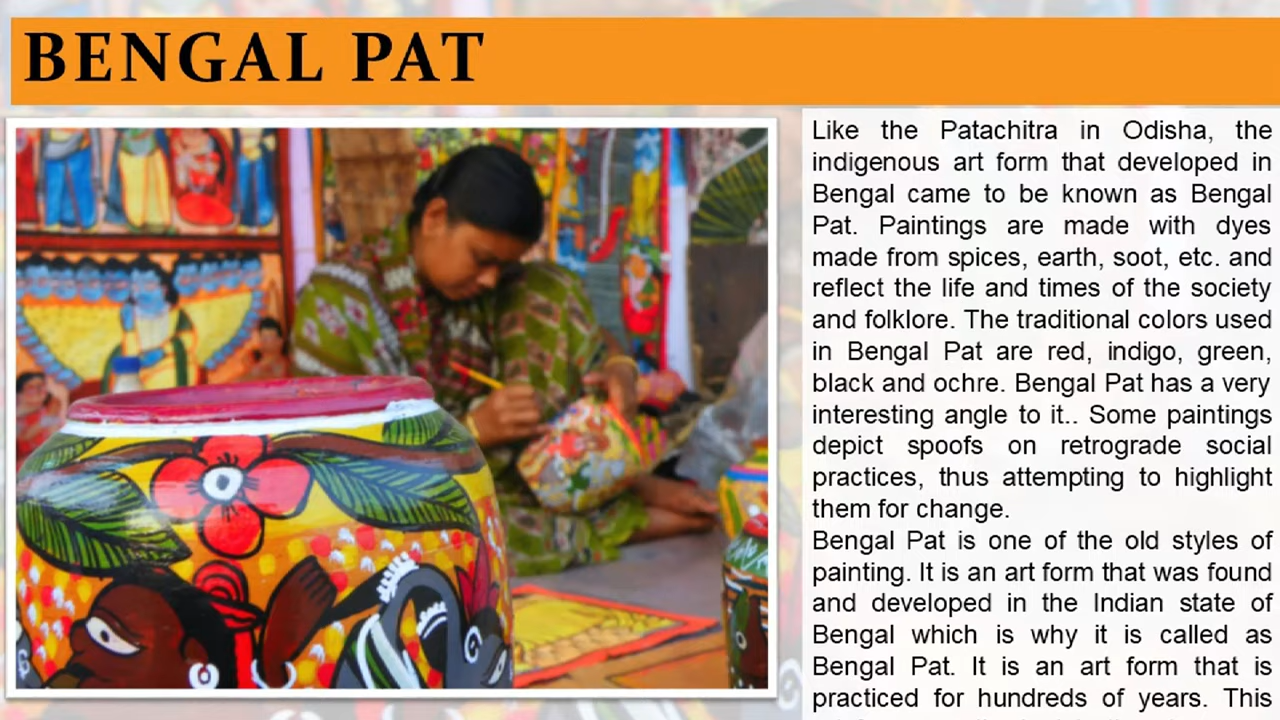 BENGAL PAT
Like the Patachitra in Odisha, the
indigenous art form that developed in
Bengal came to be known as Bengal
Pat. Paintings are made with dyes
made from spices, earth, soot, etc. and
reflect the life and times of the society
and folklore. The traditional colors used
in Bengal Pat are red, indigo, green,
black and ochre. Bengal Pat has a very
interesting angle to it.. Some paintings
depict spoofs on retrograde social
practices, thus attempting to highlight
them for change.
Bengal Pat is one of the old styles of
painting. It is an art form that was found
and developed in the Indian state of
Bengal which is why it is called as
Bengal Pat. It is an art form that is
practiced for hundreds of years. This